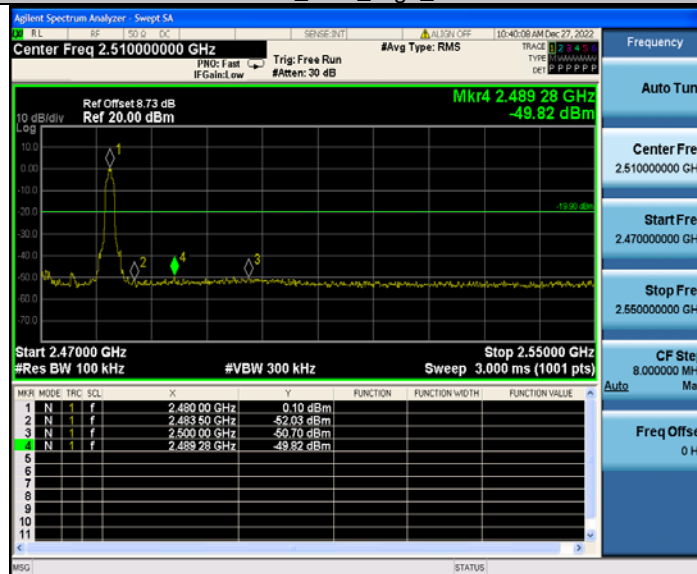 Agilent Spectrum Analyzer - Swept SA
RL RF 50 Ω DC SENSE:INT ALIGN OFF 10:40:08 AM Dec 27, 2022
Center Freq 2.510000000 GHz #Avg Type: RMS TRACE 1 2 3 4 5 6
PNO: Fast Trig: Free Run TYPE MWWWWW
IFGain:Low #Atten: 30 dB DET P P P P P P
Mkr4 2.489 28 GHz
-49.82 dBm
Ref Offset 8.73 dB
10 dB/div Ref 20.00 dBm
Log
10.0
0.00
-10.0
-20.0
-30.0
-40.0
-50.0
-60.0
-70.0
1
2
4
3
-19.90 dBm
Start 2.47000 GHz Stop 2.55000 GHz
#Res BW 100 kHz #VBW 300 kHz Sweep 3.000 ms (1001 pts)
MKR MODE TRC SCL X Y FUNCTION FUNCTION WIDTH FUNCTION VALUE
1 N 1 f 2.480 00 GHz 0.10 dBm
2 N 1 f 2.483 50 GHz -52.03 dBm
3 N 1 f 2.500 00 GHz -50.70 dBm
4 N 1 f 2.489 28 GHz -49.82 dBm
5
6
7
8
9
10
11
MSG STATUS
Frequency
Auto Tun
Center Fre
2.510000000 GH
Start Fre
2.470000000 GH
Stop Fre
2.550000000 GH
CF Ste
8.000000 MH
Auto Ma
Freq Offse
0 H